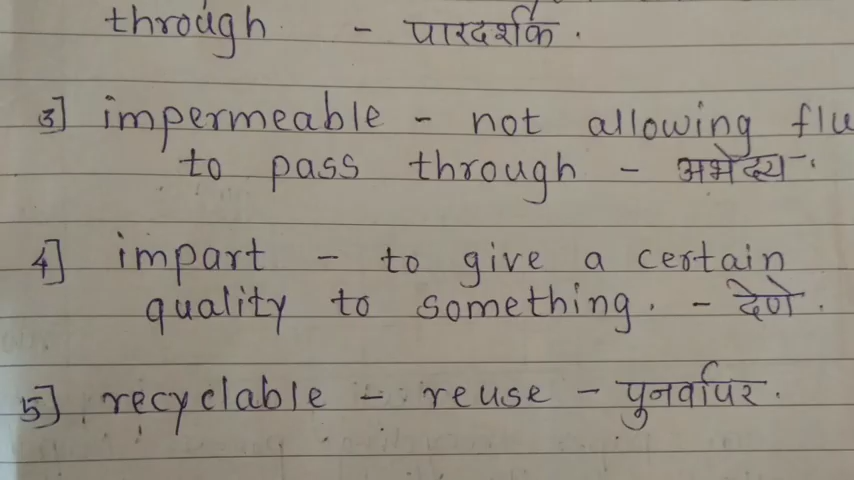 through - पारदर्शक.
3] impermeable - not allowing flu
to pass through - अभेद्य.
4] impart - to give a certain
quality to something. - देणे.
5] recyclable - reuse - पुनर्वापर.